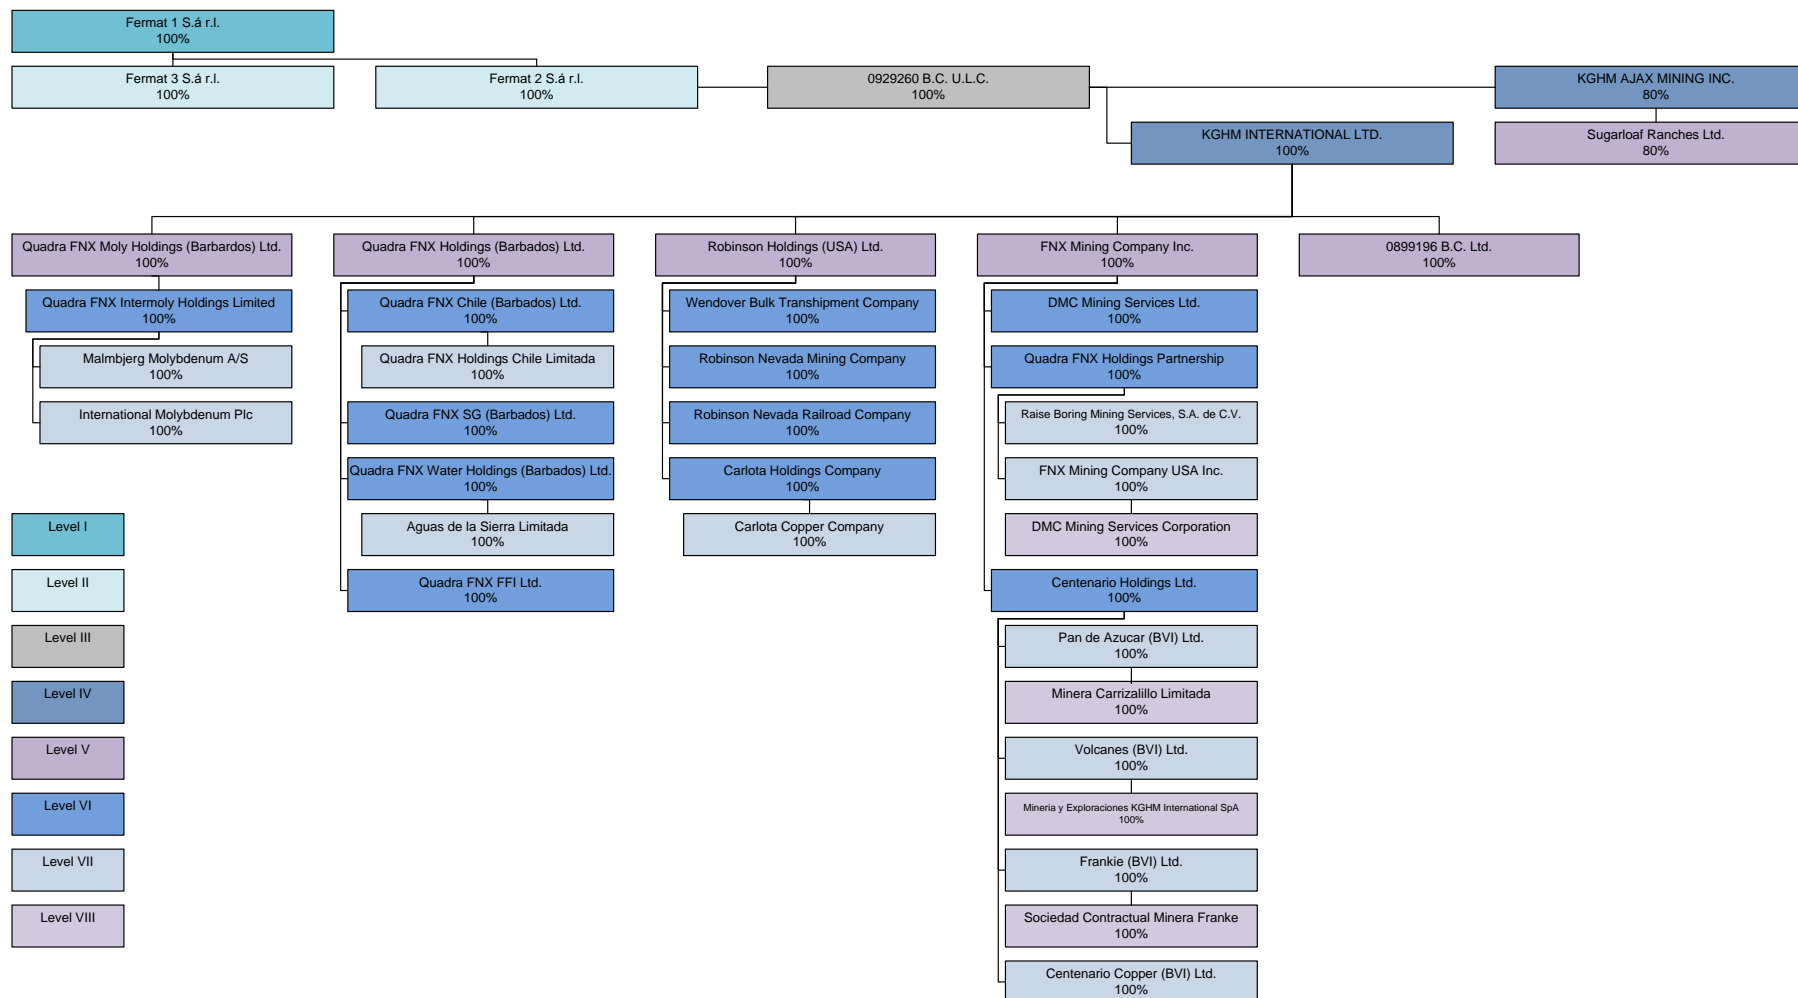 Fermat 1 S.á r.l.
100%
Fermat 3 S.á r.l.
100%
Fermat 2 S.á r.l.
100%
0929260 B.C. U.L.C.
100%
KGHM AJAX MINING INC.
80%
KGHM INTERNATIONAL LTD.
100%
Sugarloaf Ranches Ltd.
80%
Quadra FNX Moly Holdings (Barbardos) Ltd.
100%
Quadra FNX Intermoly Holdings Limited
100%
Malmbjerg Molybdenum A/S
100%
International Molybdenum Plc
100%
Quadra FNX Holdings (Barbados) Ltd.
100%
Quadra FNX Chile (Barbados) Ltd.
100%
Quadra FNX Holdings Chile Limitada
100%
Quadra FNX SG (Barbados) Ltd.
100%
Quadra FNX Water Holdings (Barbados) Ltd.
100%
Aguas de la Sierra Limitada
100%
Quadra FNX FFI Ltd.
100%
Robinson Holdings (USA) Ltd.
100%
Wendover Bulk Transhipment Company
100%
Robinson Nevada Mining Company
100%
Robinson Nevada Railroad Company
100%
Carlota Holdings Company
100%
Carlota Copper Company
100%
FNX Mining Company Inc.
100%
DMC Mining Services Ltd.
100%
Quadra FNX Holdings Partnership
100%
Raise Boring Mining Services, S.A. de C.V.
100%
FNX Mining Company USA Inc.
100%
DMC Mining Services Corporation
100%
Centenario Holdings Ltd.
100%
Pan de Azucar (BVI) Ltd.
100%
Minera Carrizalillo Limitada
100%
Volcanes (BVI) Ltd.
100%
Mineria y Exploraciones KGHM International SpA
100%
Frankie (BVI) Ltd.
100%
Sociedad Contractual Minera Franke
100%
Centenario Copper (BVI) Ltd.
100%
0899196 B.C. Ltd.
100%
Level I
Level II
Level III
Level IV
Level V
Level VI
Level VII
Level VIII